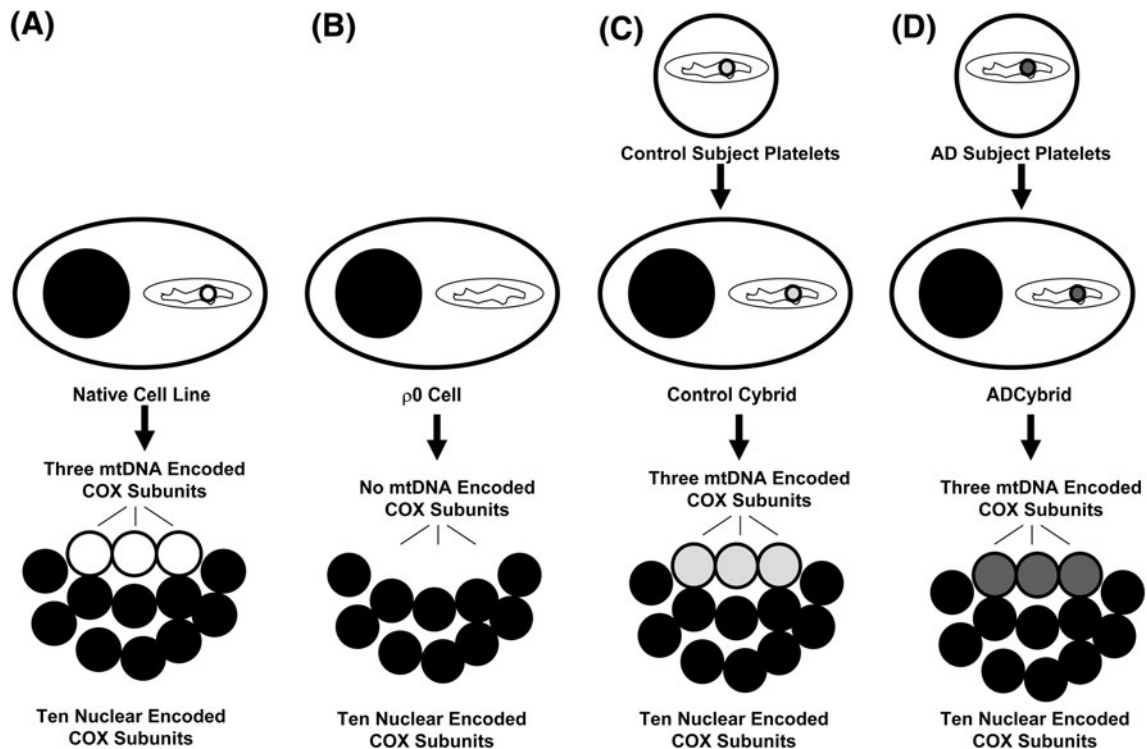 (A)
(B)
(C)
(D)
Control Subject Platelets
AD Subject Platelets
Native Cell Line
ρ0 Cell
Control Cybrid
ADCybrid
Three mtDNA Encoded
COX Subunits
No mtDNA Encoded
COX Subunits
Three mtDNA Encoded
COX Subunits
Three mtDNA Encoded
COX Subunits
Ten Nuclear Encoded
COX Subunits
Ten Nuclear Encoded
COX Subunits
Ten Nuclear Encoded
COX Subunits
Ten Nuclear Encoded
COX Subunits